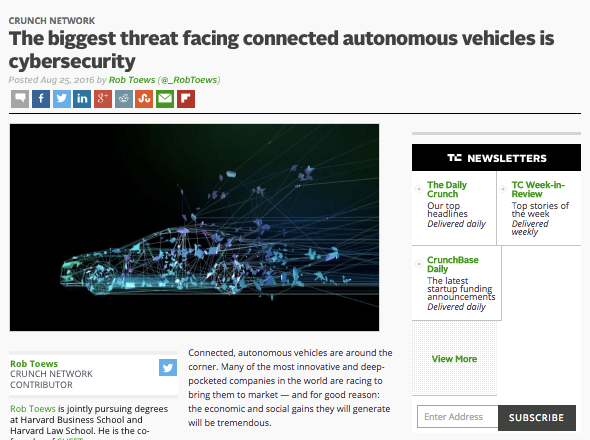 CRUNCH NETWORK
The biggest threat facing connected autonomous vehicles is
cybersecurity
Posted Aug 25, 2016 by Rob Toews (@_RobToews)
TC NEWSLETTERS
The Daily
Crunch
Our top
headlines
Delivered daily
TC Week-in-
Review
Top stories of
the week
Delivered
weekly
CrunchBase
Daily
The latest
startup funding
announcements
Delivered daily
View More
Enter Address
SUBSCRIBE
Rob Toews
CRUNCH NETWORK
CONTRIBUTOR
Rob Toews is jointly pursuing degrees
at Harvard Business School and
Harvard Law School. He is the co-
Connected, autonomous vehicles are around the
corner. Many of the most innovative and deep-
pocketed companies in the world are racing to
bring them to market — and for good reason:
the economic and social gains they will generate
will be tremendous.